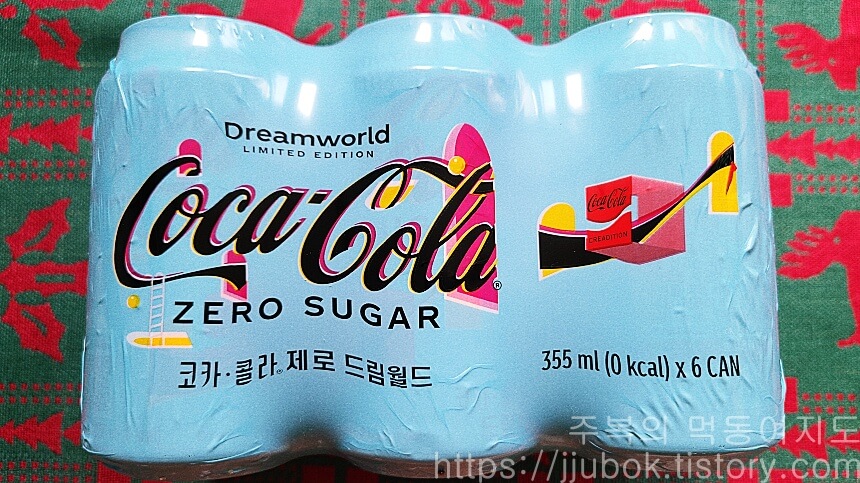 Dreamworld
LIMITED EDITION
Coca-Cola®
ZERO SUGAR
코카·콜라® 제로 드림월드
Coca-Cola
CREADITION
355 ml (0 kcal) x 6 CAN
주복의 먹동여지도
https://jjubok.tistory.com